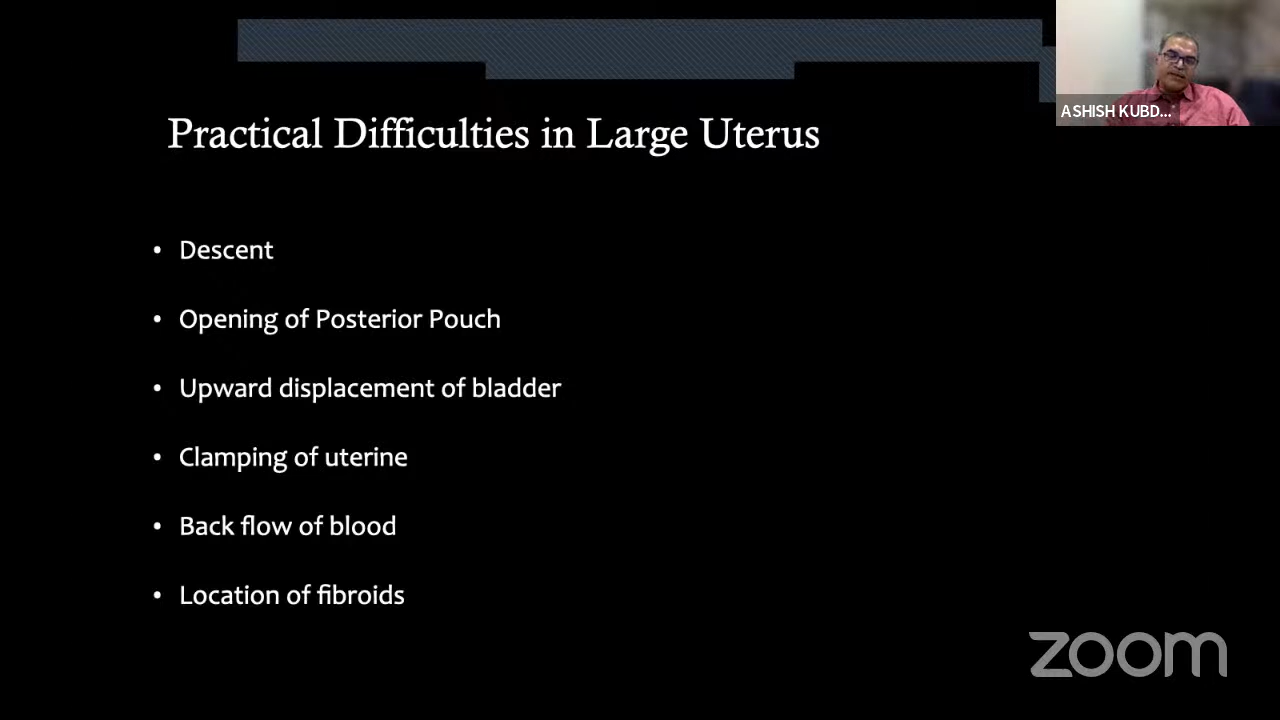 Practical Difficulties in Large Uterus
ASHISH KUBD...
• Descent
• Opening of Posterior Pouch
• Upward displacement of bladder
• Clamping of uterine
• Back flow of blood
• Location of fibroids
zoom